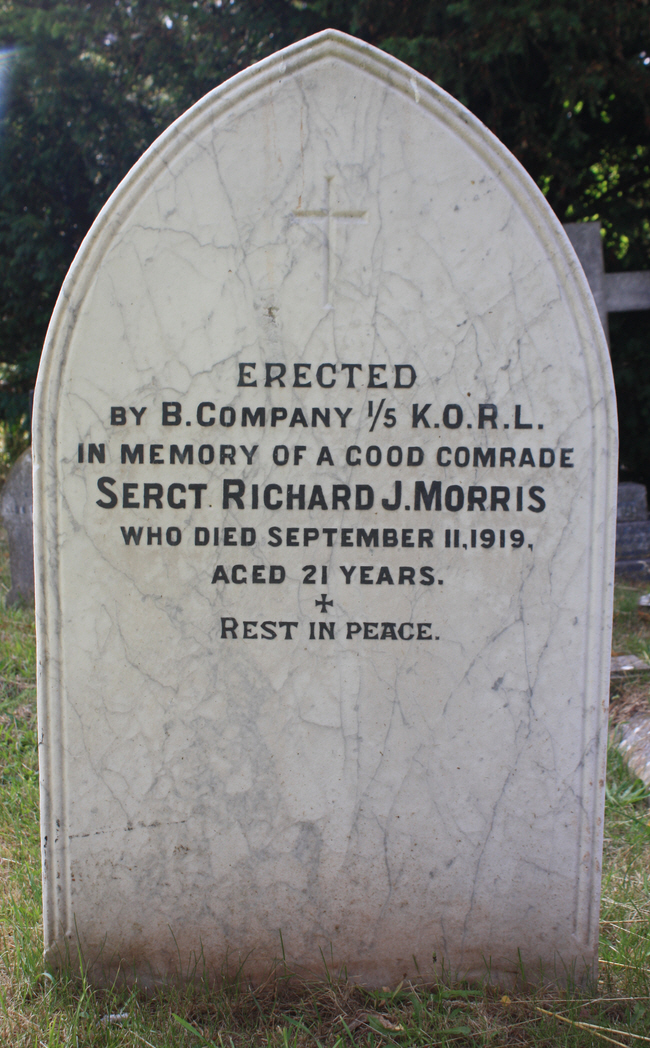 ERECTED
BY B. COMPANY 1/5 K.O.R.L.
IN MEMORY OF A GOOD COMRADE
SERGT RICHARD J. MORRIS
WHO DIED SEPTEMBER 11, 1919,
AGED 21 YEARS.
REST IN PEACE.